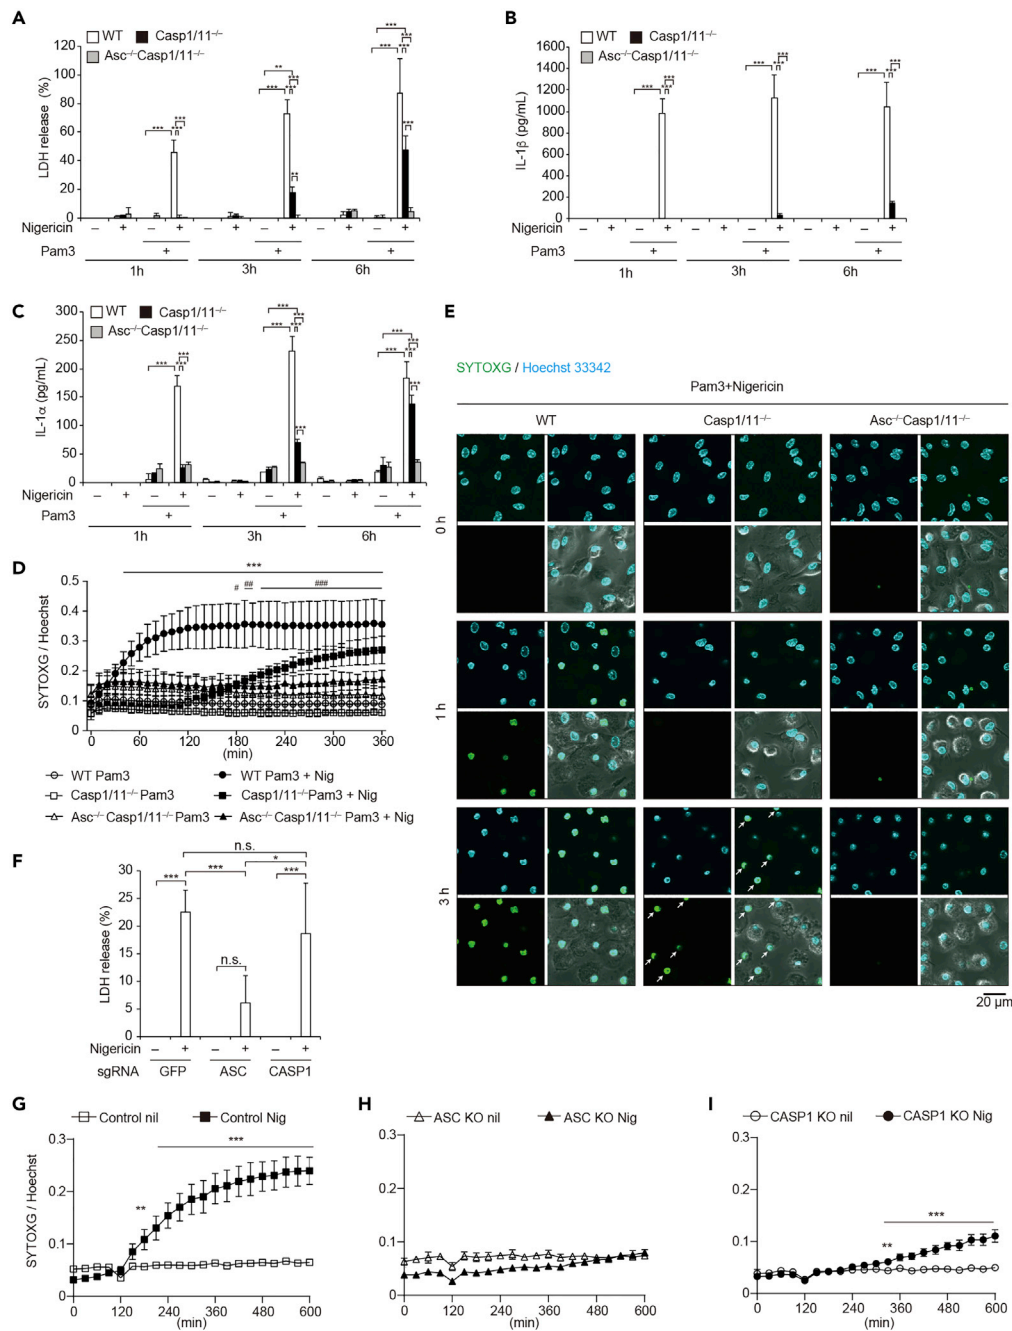 A
WT Casp1/11⁻/⁻
Asc⁻/⁻Casp1/11⁻/⁻
LDH release (%)
120
100
80
60
40
20
0
*** *** ***
*** ** *** *** ***
**
*** *** *** ***
***
Nigericin – + – + – + – + – + – +
Pam3 + + +
1h 3h 6h
B
WT Casp1/11⁻/⁻
Asc⁻/⁻Casp1/11⁻/⁻
IL-1β (pg/mL)
1600
1400
1200
1000
800
600
400
200
0
*** *** ***
*** *** ***
*** *** ***
Nigericin – + – + – + – + – + – +
Pam3 + + +
1h 3h 6h
C
WT Casp1/11⁻/⁻
Asc⁻/⁻Casp1/11⁻/⁻
IL-1α (pg/mL)
300
250
200
150
100
50
0
*** *** ***
*** *** *** *** ***
*** *** *** *** ***
Nigericin – + – + – + – + – + – +
Pam3 + + +
1h 3h 6h
D
SYTOXG / Hoechst
0.5
0.4
0.3
0.2
0.1
0
***
# ## ###
0 60 120 180 240 300 360
(min)
WT Pam3 WT Pam3 + Nig
Casp1/11⁻/⁻ Pam3 Casp1/11⁻/⁻Pam3 + Nig
Asc⁻/⁻ Casp1/11⁻/⁻ Pam3 Asc⁻/⁻ Casp1/11⁻/⁻ Pam3 + Nig
E
SYTOXG / Hoechst 33342
Pam3+Nigericin
WT Casp1/11⁻/⁻ Asc⁻/⁻Casp1/11⁻/⁻
0 h
1 h
3 h
20 µm
F
LDH release (%)
30
25
20
15
10
5
0
n.s.
*** *
*** ***
n.s.
Nigericin – + – + – +
sgRNA GFP ASC CASP1
G
Control nil Control Nig
SYTOXG / Hoechst
0.3
0.2
0.1
0
***
**
0 120 240 360 480 600
(min)
H
ASC KO nil ASC KO Nig
0.3
0.2
0.1
0
0 120 240 360 480 600
(min)
I
CASP1 KO nil CASP1 KO Nig
0.3
0.2
0.1
0
***
**
0 120 240 360 480 600
(min)